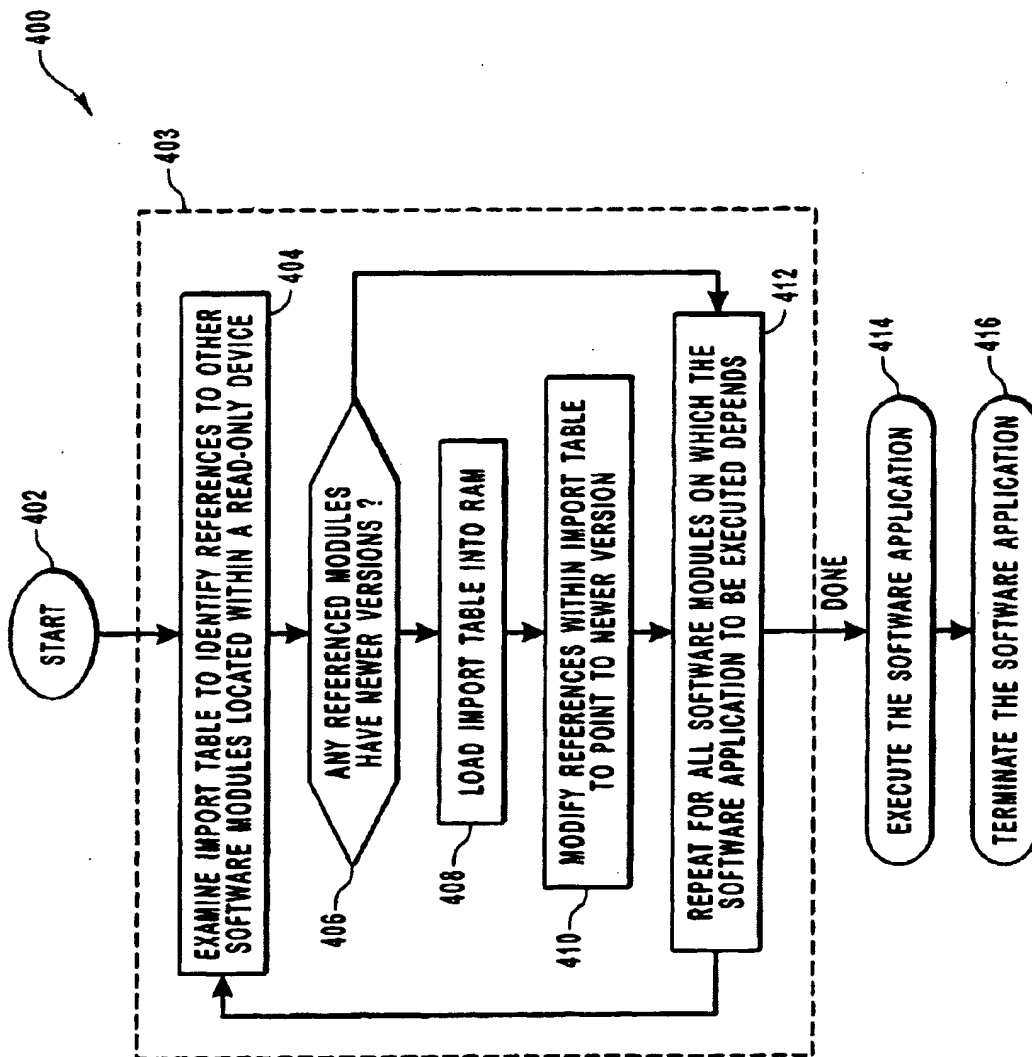 400
402
START
403
EXAMINE IMPORT TABLE TO IDENTIFY REFERENCES TO OTHER
SOFTWARE MODULES LOCATED WITHIN A READ-ONLY DEVICE
404
ANY REFERENCED MODULES
HAVE NEWER VERSIONS ?
406
LOAD IMPORT TABLE INTO RAM
408
MODIFY REFERENCES WITHIN IMPORT TABLE
TO POINT TO NEWER VERSION
410
REPEAT FOR ALL SOFTWARE MODULES ON WHICH THE
SOFTWARE APPLICATION TO BE EXECUTED DEPENDS
412
DONE
EXECUTE THE SOFTWARE APPLICATION
414
TERMINATE THE SOFTWARE APPLICATION
416